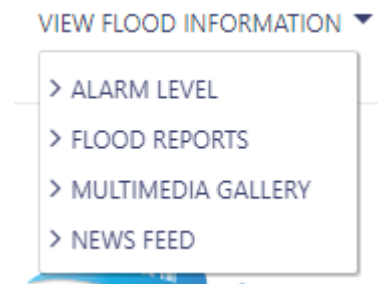 VIEW FLOOD INFORMATION
> ALARM LEVEL
> FLOOD REPORTS
> MULTIMEDIA GALLERY
> NEWS FEED